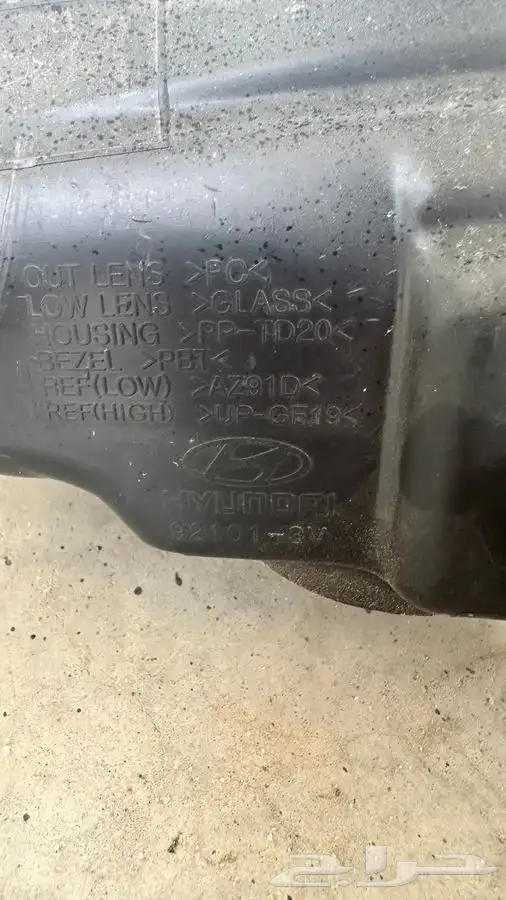 OUT LENS >PC<
LOW LENS >GLASS<
HOUSING >PP-TD20<
BEZEL >PBT<
REF(LOW) >AZ91D<
REF(HIGH) >UP-GF19<
HYUNDAI
92101-3V
حراج